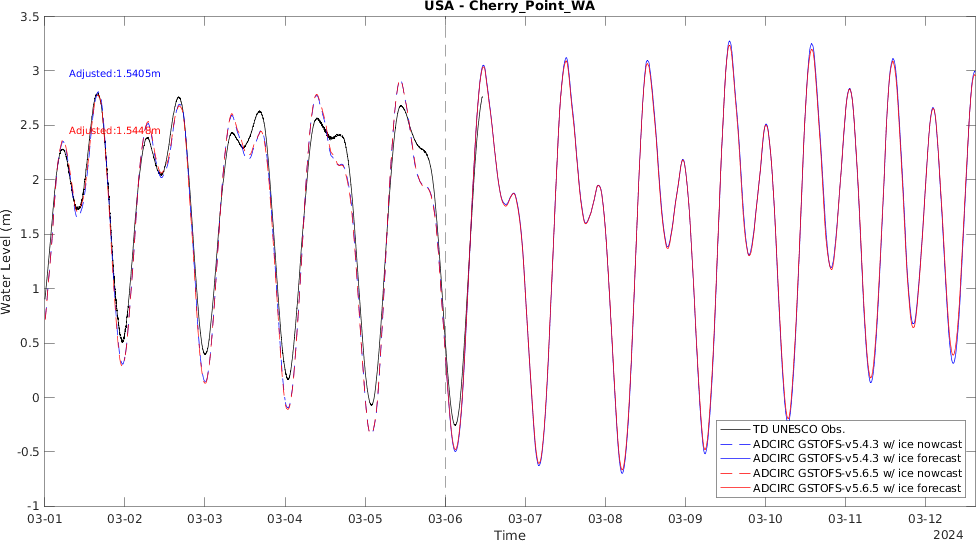 USA - Cherry_Point_WA
3.5
3
2.5
2
1.5
1
0.5
0
-0.5
-1
Water Level (m)
Adjusted:1.5405m
Adjusted:1.5448m
TD UNESCO Obs.
ADCIRC GSTOFS-v5.4.3 w/ ice nowcast
ADCIRC GSTOFS-v5.4.3 w/ ice forecast
ADCIRC GSTOFS-v5.6.5 w/ ice nowcast
ADCIRC GSTOFS-v5.6.5 w/ ice forecast
03-01 03-02 03-03 03-04 03-05 03-06 03-07 03-08 03-09 03-10 03-11 03-12
Time
2024